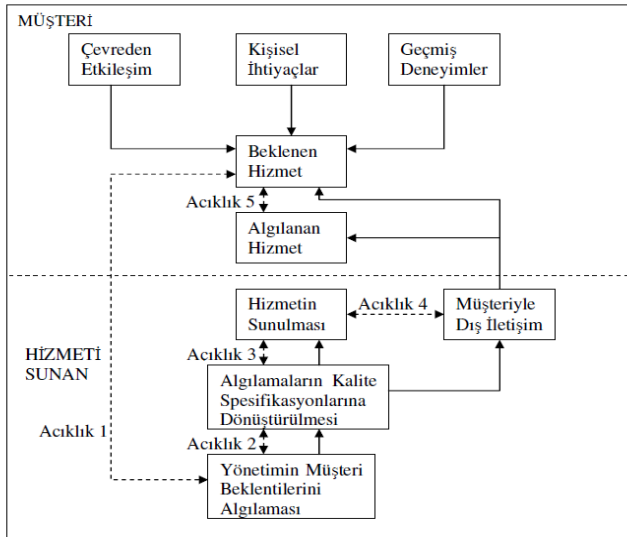 MÜŞTERİ
Çevreden
Etkileşim
Kişisel
İhtiyaçlar
Geçmiş
Deneyimler
Beklenen
Hizmet
Acıklık 5
Algılanan
Hizmet
Hizmetin
Sunulması
Acıklık 4
Müşteriyle
Dış İletişim
HİZMETİ
SUNAN
Acıklık 3
Algılamaların Kalite
Spesifikasyonlarına
Dönüştürülmesi
Acıklık 1
Acıklık 2
Yönetimin Müşteri
Beklentilerini
Algılaması